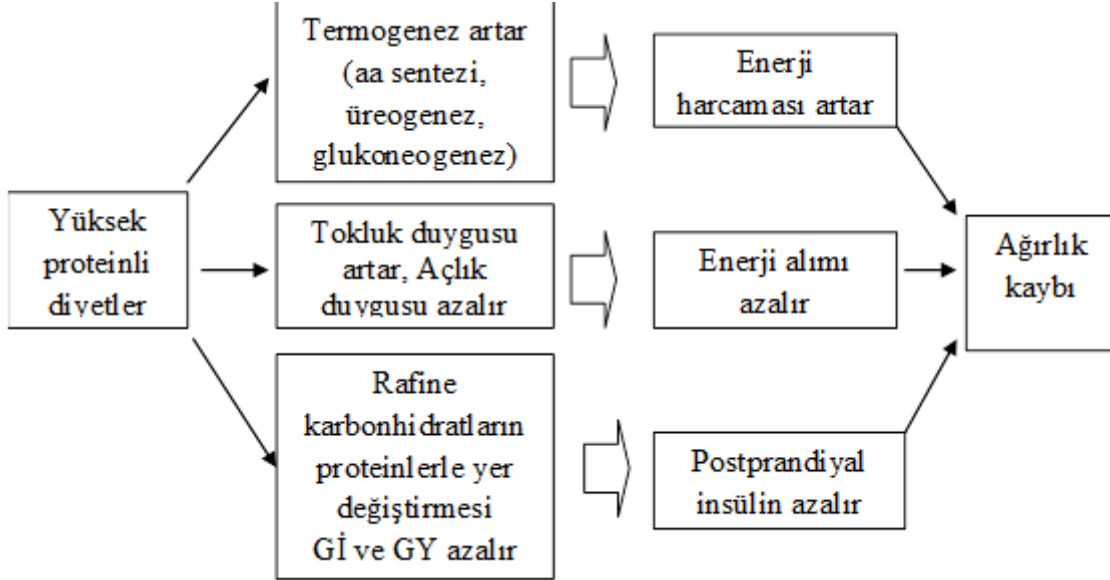 Yüksek
proteinli
diyetler
Termogenez artar
(aa sentezi,
üreogenez,
glukoneogenez)
Enerji
harcaması artar
Tokluk duygusu
artar, Açlık
duygusu azalır
Enerji alımı
azalır
Rafine
karbonhidratların
proteinlerle yer
değiştirmesi
Gİ ve GY azalır
Postprandiyal
insülin azalır
Ağırlık
kaybı